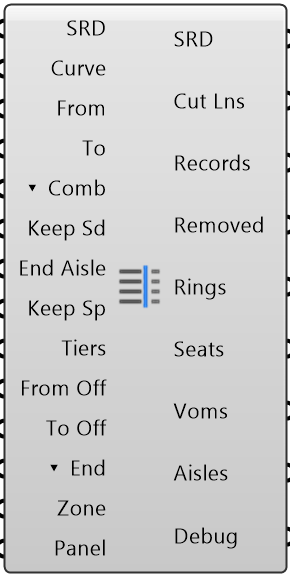 SRD
Curve
From
To
Comb
Keep Sd
End Aisle
Keep Sp
Tiers
From Off
To Off
End
Zone
Panel
SRD
Cut Lns
Records
Removed
Rings
Seats
Voms
Aisles
Debug